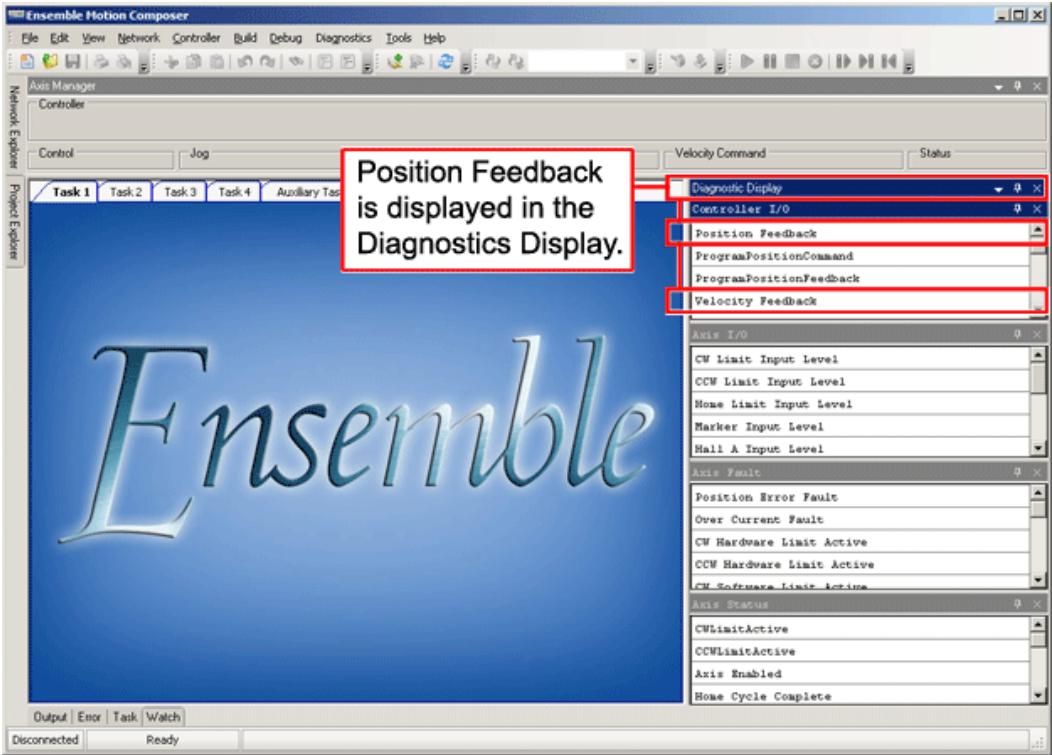 Ensemble Motion Composer
File Edit View Network Controller Build Debug Diagnostics Tools Help
Axis Manager
Network Explorer
Project Explorer
Controller
Control
Jog
Velocity Command
Status
Task 1
Task 2
Task 3
Task 4
Auxiliary Tas
Position Feedback
is displayed in the
Diagnostics Display.
Ensemble
Diagnostic Display
Controller I/O
Position Feedback
ProgramPositionCommand
ProgramPositionFeedback
Velocity Feedback
Axis I/O
CW Limit Input Level
CCW Limit Input Level
Home Limit Input Level
Marker Input Level
Hall A Input Level
Axis Fault
Position Error Fault
Over Current Fault
CW Hardware Limit Active
CCW Hardware Limit Active
CW Software Limit Active
Axis Status
CWLimitActive
CCWLimitActive
Axis Enabled
Home Cycle Complete
Output Error Task Watch
Disconnected
Ready